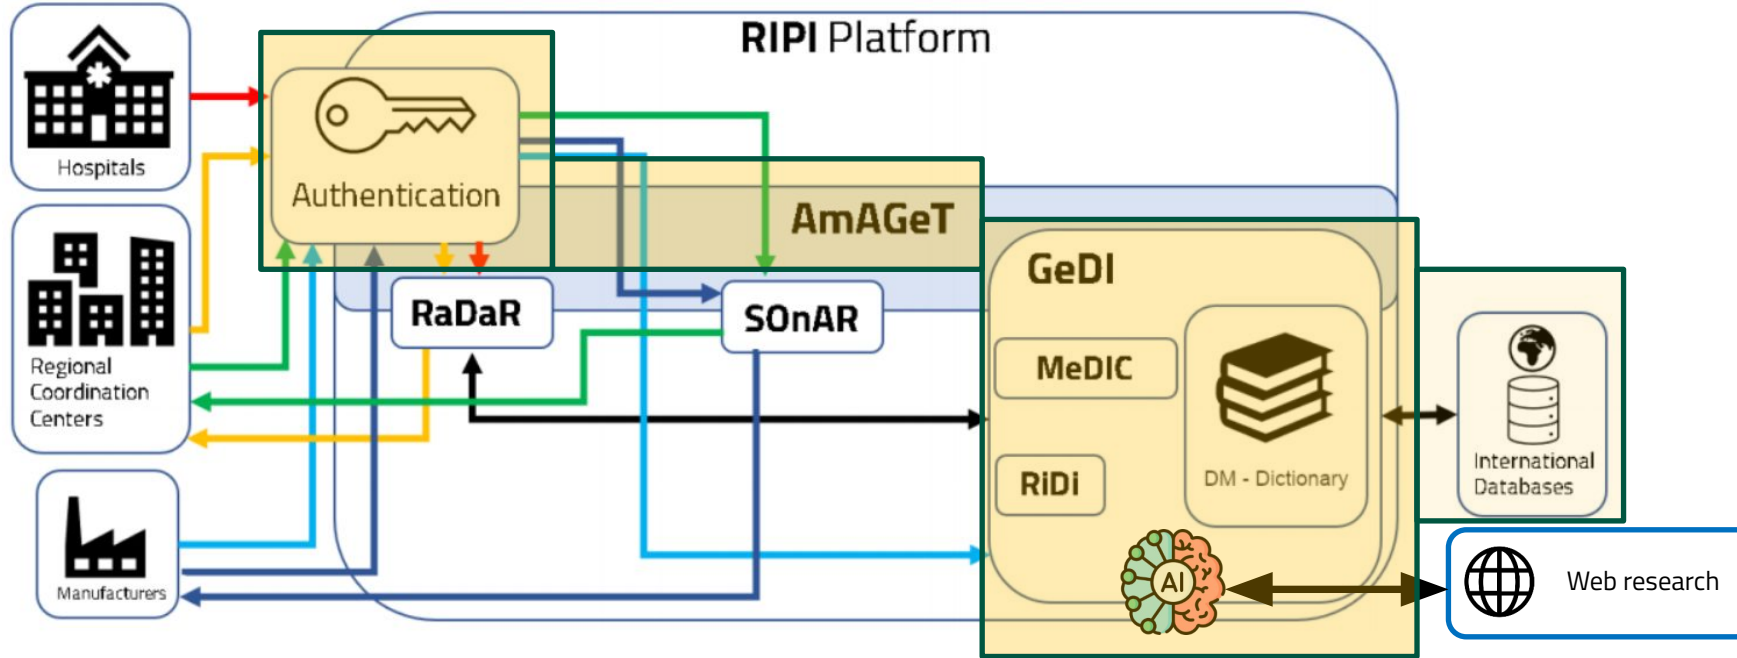 RIPI Platform
Hospitals
Authentication
AmAGeT
GeDI
RaDaR
SOnAR
Regional
Coordination
Centers
MeDIC
RiDi
DM - Dictionary
International
Databases
Manufacturers
AI
Web research